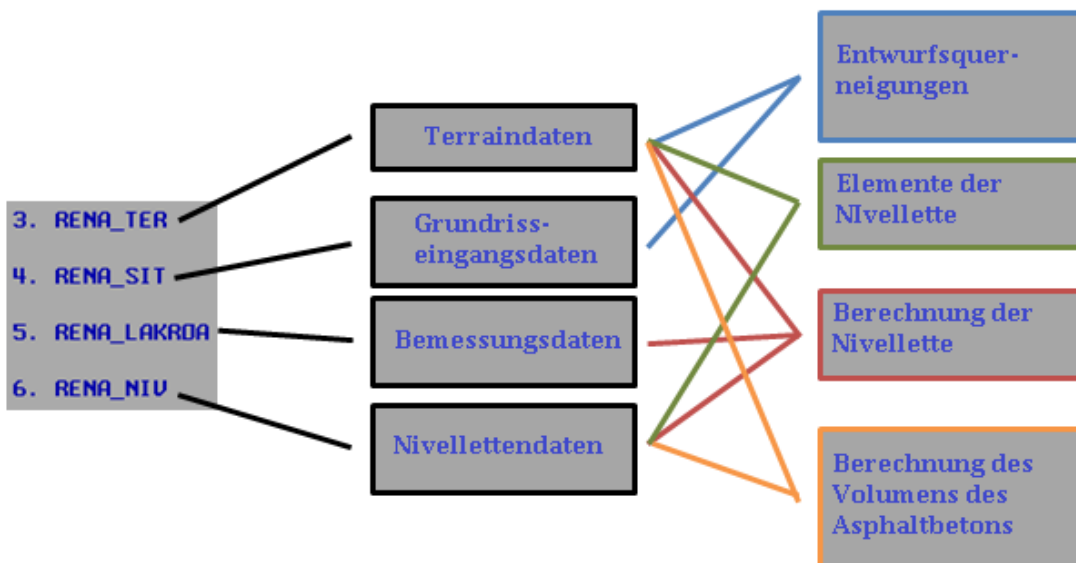 3. RENA_TER
4. RENA_SIT
5. RENA_LAKROA
6. RENA_NIV
Terraindaten
Grundriss-
eingangsdaten
Bemessungsdaten
Nivellettendaten
Entwurfsquer-
neigungen
Elemente der
NIvellette
Berechnung der
Nivellette
Berechnung des
Volumens des
Asphaltbetons